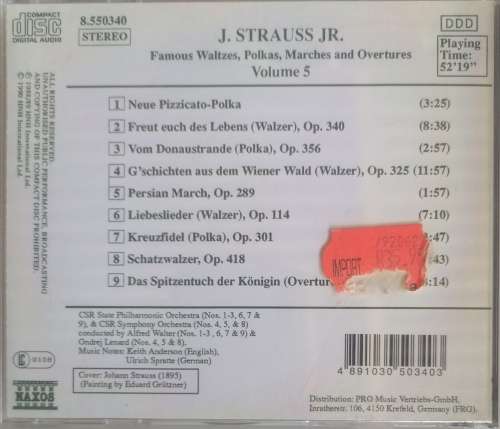 COMPACT
disc
DIGITAL AUDIO
8.550340
STEREO
J. STRAUSS JR.
Famous Waltzes, Polkas, Marches and Overtures
Volume 5
DDD
Playing
Time:
52'19"
ALL RIGHTS RESERVED.
UNAUTHORISED PUBLIC PERFORMANCE, BROADCASTING
AND COPYING OF THIS COMPACT DISC PROHIBITED.
1 Neue Pizzicato-Polka (3:25)
2 Freut euch des Lebens (Walzer), Op. 340 (8:38)
3 Vom Donaustrande (Polka), Op. 356 (2:57)
4 G'schichten aus dem Wiener Wald (Walzer), Op. 325 (11:57)
5 Persian March, Op. 289 (1:57)
6 Liebeslieder (Walzer), Op. 114 (7:10)
7 Kreuzfidel (Polka), Op. 301 :47)
8 Schatzwalzer, Op. 418 :43)
9 Das Spitzentuch der Königin (Overtur :14)
IMPORT
CSR State Philharmonic Orchestra (Nos. 1-3, 6, 7 &
9), & CSR Symphony Orchestra (Nos. 4, 5, & 8)
conducted by Alfred Walter (Nos. 1-3 , 6, 7 & 9) &
Ondrej Lenard (Nos. 4, 5, & 8).
Music Notes: Keith Anderson (English),
Ulrich Spratte (German)
Cover: Johann Strauss (1895)
(Painting by Eduard Grützner)
NAXOS
4 891030 503403
Distribution: PRO Music Vertriebs-GmbH,
Inratherstr. 106, 4150 Krefeld, Germany (FRG).